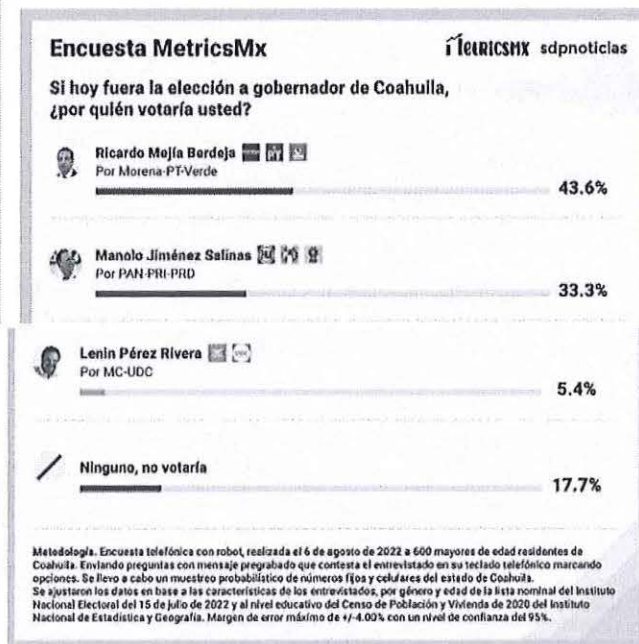 Encuesta MetricsMx
METRICSMX sdpnoticias
Si hoy fuera la elección a gobernador de Coahuila,
¿por quién votaría usted?
Ricardo Mejía Berdeja
PT
Por Morena-PT-Verde
43.6%
Manolo Jiménez Salinas
Por PAN-PRI-PRD
33.3%
Lenin Pérez Rivera
Por MC-UDC
5.4%
Ninguno, no votaría
17.7%
Metodología. Encuesta telefónica con robot, realizada el 6 de agosto de 2022 a 600 mayores de edad residentes de
Coahuila. Enviando preguntas con mensaje pregrabado que contesta el entrevistado en su teclado telefónico marcando
opciones. Se llevo a cabo un muestreo probabilístico de números fijos y celulares del estado de Coahuila.
Se ajustaron los datos en base a las características de los entrevistados, por género y edad de la lista nominal del Instituto
Nacional Electoral del 15 de julio de 2022 y al nivel educativo del Censo de Población y Vivienda de 2020 del Instituto
Nacional de Estadística y Geografía. Margen de error máximo de +/-4.00% con un nivel de confianza del 95%.